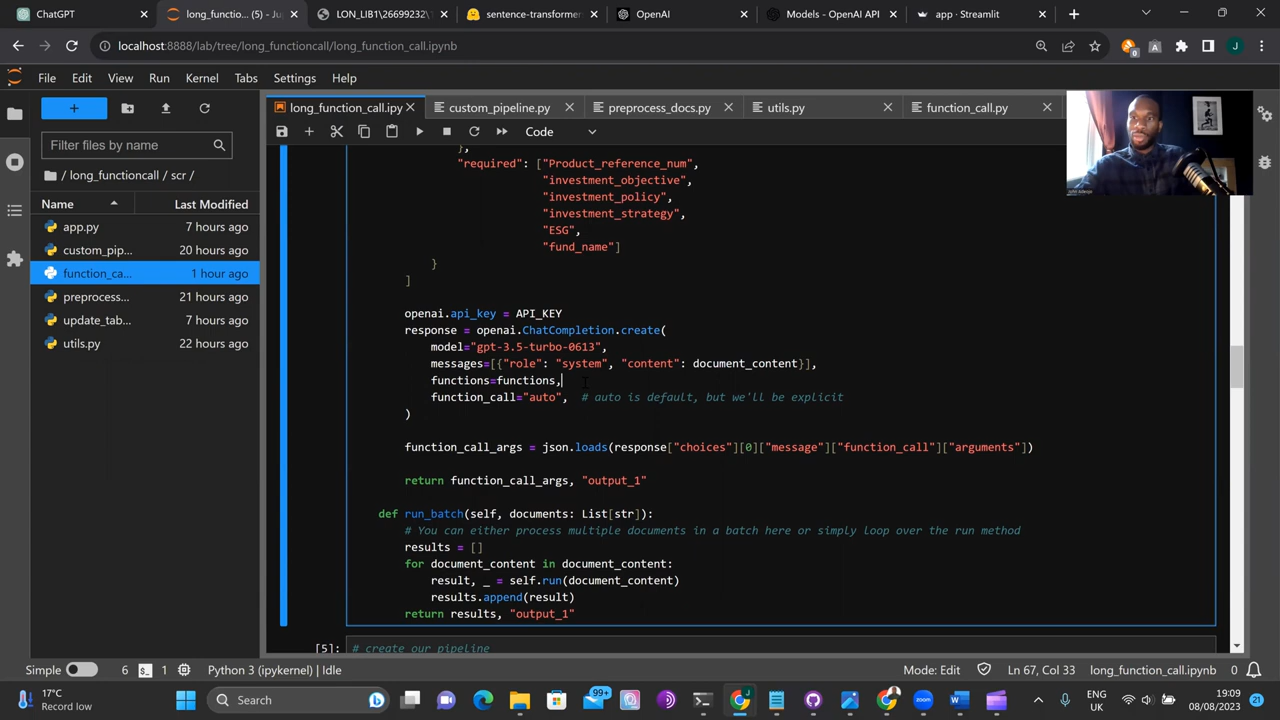 ChatGPT
long_functio... (5) - Ju
LON_LIB1\26699232\
sentence-transformer
OpenAI
Models - OpenAI API
app · Streamlit
localhost:8888/lab/tree/long_functioncall/long_function_call.ipynb
File Edit View Run Kernel Tabs Settings Help
long_function_call.ipy
custom_pipeline.py
preprocess_docs.py
utils.py
function_call.py
Code
Filter files by name
/ long_functioncall / scr /
Name Last Modified
app.py 7 hours ago
custom_pip... 20 hours ago
function_ca... 1 hour ago
preprocess... 21 hours ago
update_tab... 7 hours ago
utils.py 22 hours ago
},
"required": ["Product_reference_num",
"investment_objective",
"investment_policy",
"investment_strategy",
"ESG",
"fund_name"]
}
]
openai.api_key = API_KEY
response = openai.ChatCompletion.create(
model="gpt-3.5-turbo-0613",
messages=[{"role": "system", "content": document_content}],
functions=functions,
function_call="auto", # auto is default, but we'll be explicit
)
function_call_args = json.loads(response["choices"][0]["message"]["function_call"]["arguments"])
return function_call_args, "output_1"
def run_batch(self, documents: List[str]):
# You can either process multiple documents in a batch here or simply loop over the run method
results = []
for document_content in document_content:
result, _ = self.run(document_content)
results.append(result)
return results, "output_1"
[5]: # create our pipeline
Simple 6 1 Python 3 (ipykernel) | Idle Mode: Edit Ln 67, Col 33 long_function_call.ipynb 0
17°C
Record low
Search
99+
ENG
UK
19:09
08/08/2023
21